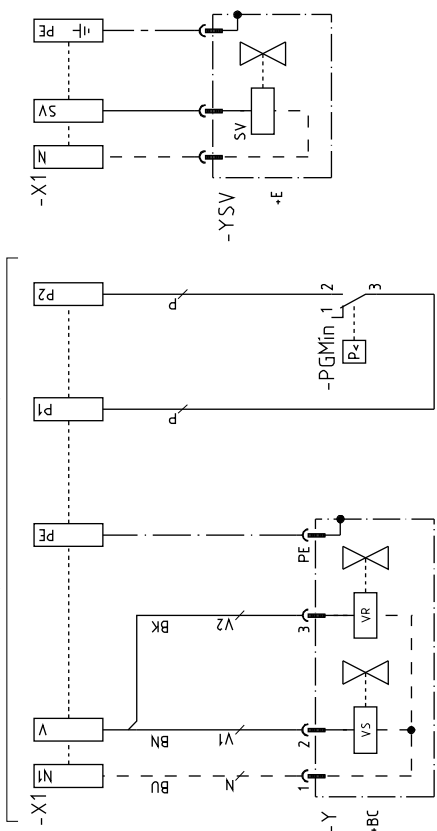 PE
SV
N
-X1
SV
-YSV
+E
P2
P1
PE
V
N1
-X1
P
P
BK
V2
BN
V1
BU
N
2
1
3
-PGMin
P<
PE
3
2
1
VR
VS
-Y
+BC